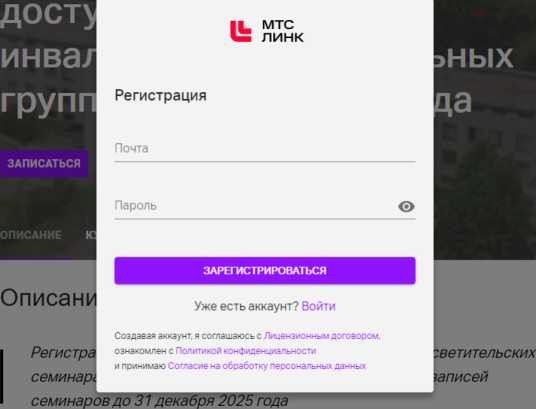 досту
инвал
ьных
групп
да
МТС
ЛИНК
Регистрация
Почта
Пароль
ЗАПИСАТЬСЯ
ОПИСАНИЕ
ЗАРЕГИСТРИРОВАТЬСЯ
Уже есть аккаунт? Войти
Описани
Создавая аккаунт, я соглашаюсь с Лицензионным договором,
ознакомлен с Политикой конфиденциальности
и принимаю Согласие на обработку персональных данных
Регистра
светительских
семинара
записей
семинаров до 31 декабря 2025 года